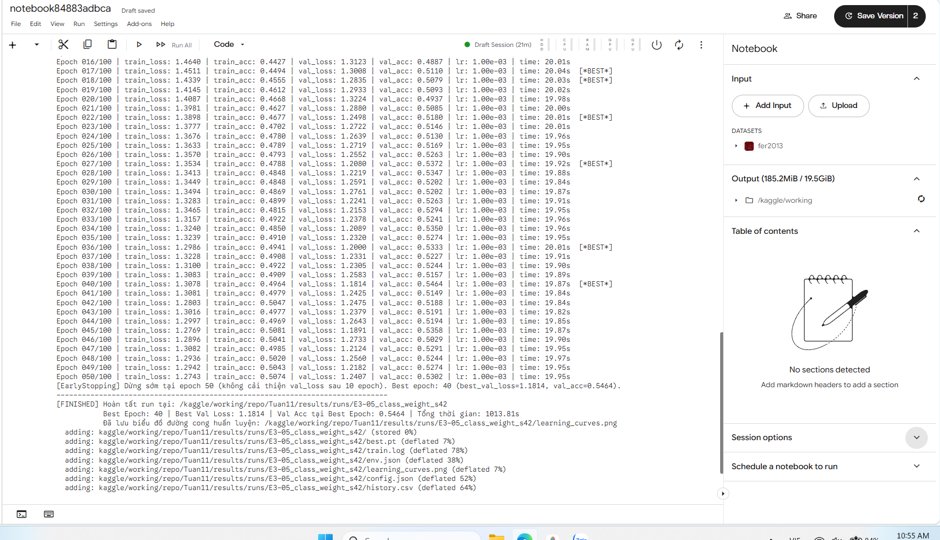 notebook84883adbca
Draft saved
File Edit View Run Settings Add-ons Help
Share
Save Version 2
Run All
Code
Draft Session (21m)
Epoch 016/100 | train_loss: 1.4640 | train_acc: 0.4427 | val_loss: 1.3123 | val_acc: 0.4887 | lr: 1.00e-03 | time: 20.01s
Epoch 017/100 | train_loss: 1.4511 | train_acc: 0.4494 | val_loss: 1.3008 | val_acc: 0.5110 | lr: 1.00e-03 | time: 20.04s [*BEST*]
Epoch 018/100 | train_loss: 1.4339 | train_acc: 0.4555 | val_loss: 1.2835 | val_acc: 0.5079 | lr: 1.00e-03 | time: 20.03s [*BEST*]
Epoch 019/100 | train_loss: 1.4145 | train_acc: 0.4612 | val_loss: 1.2933 | val_acc: 0.5093 | lr: 1.00e-03 | time: 20.02s
Epoch 020/100 | train_loss: 1.4087 | train_acc: 0.4668 | val_loss: 1.3224 | val_acc: 0.4937 | lr: 1.00e-03 | time: 19.98s
Epoch 021/100 | train_loss: 1.3981 | train_acc: 0.4627 | val_loss: 1.2880 | val_acc: 0.5085 | lr: 1.00e-03 | time: 20.00s
Epoch 022/100 | train_loss: 1.3898 | train_acc: 0.4677 | val_loss: 1.2498 | val_acc: 0.5180 | lr: 1.00e-03 | time: 20.01s [*BEST*]
Epoch 023/100 | train_loss: 1.3777 | train_acc: 0.4702 | val_loss: 1.2722 | val_acc: 0.5146 | lr: 1.00e-03 | time: 20.01s
Epoch 024/100 | train_loss: 1.3676 | train_acc: 0.4780 | val_loss: 1.2639 | val_acc: 0.5130 | lr: 1.00e-03 | time: 19.96s
Epoch 025/100 | train_loss: 1.3633 | train_acc: 0.4789 | val_loss: 1.2719 | val_acc: 0.5169 | lr: 1.00e-03 | time: 19.95s
Epoch 026/100 | train_loss: 1.3570 | train_acc: 0.4793 | val_loss: 1.2552 | val_acc: 0.5263 | lr: 1.00e-03 | time: 19.90s
Epoch 027/100 | train_loss: 1.3534 | train_acc: 0.4788 | val_loss: 1.2080 | val_acc: 0.5372 | lr: 1.00e-03 | time: 19.92s [*BEST*]
Epoch 028/100 | train_loss: 1.3413 | train_acc: 0.4848 | val_loss: 1.2219 | val_acc: 0.5347 | lr: 1.00e-03 | time: 19.88s
Epoch 029/100 | train_loss: 1.3449 | train_acc: 0.4848 | val_loss: 1.2591 | val_acc: 0.5202 | lr: 1.00e-03 | time: 19.84s
Epoch 030/100 | train_loss: 1.3494 | train_acc: 0.4869 | val_loss: 1.2761 | val_acc: 0.5202 | lr: 1.00e-03 | time: 19.87s
Epoch 031/100 | train_loss: 1.3283 | train_acc: 0.4899 | val_loss: 1.2241 | val_acc: 0.5263 | lr: 1.00e-03 | time: 19.91s
Epoch 032/100 | train_loss: 1.3465 | train_acc: 0.4815 | val_loss: 1.2153 | val_acc: 0.5294 | lr: 1.00e-03 | time: 19.95s
Epoch 033/100 | train_loss: 1.3157 | train_acc: 0.4922 | val_loss: 1.2378 | val_acc: 0.5241 | lr: 1.00e-03 | time: 19.96s
Epoch 034/100 | train_loss: 1.3240 | train_acc: 0.4850 | val_loss: 1.2089 | val_acc: 0.5350 | lr: 1.00e-03 | time: 19.96s
Epoch 035/100 | train_loss: 1.3239 | train_acc: 0.4910 | val_loss: 1.2320 | val_acc: 0.5274 | lr: 1.00e-03 | time: 19.95s
Epoch 036/100 | train_loss: 1.2986 | train_acc: 0.4941 | val_loss: 1.2000 | val_acc: 0.5333 | lr: 1.00e-03 | time: 20.01s [*BEST*]
Epoch 037/100 | train_loss: 1.3228 | train_acc: 0.4908 | val_loss: 1.2331 | val_acc: 0.5227 | lr: 1.00e-03 | time: 19.91s
Epoch 038/100 | train_loss: 1.3100 | train_acc: 0.4922 | val_loss: 1.2305 | val_acc: 0.5244 | lr: 1.00e-03 | time: 19.90s
Epoch 039/100 | train_loss: 1.3083 | train_acc: 0.4909 | val_loss: 1.2583 | val_acc: 0.5157 | lr: 1.00e-03 | time: 19.89s
Epoch 040/100 | train_loss: 1.3078 | train_acc: 0.4964 | val_loss: 1.1814 | val_acc: 0.5464 | lr: 1.00e-03 | time: 19.87s [*BEST*]
Epoch 041/100 | train_loss: 1.3081 | train_acc: 0.4979 | val_loss: 1.2425 | val_acc: 0.5149 | lr: 1.00e-03 | time: 19.84s
Epoch 042/100 | train_loss: 1.2803 | train_acc: 0.5047 | val_loss: 1.2475 | val_acc: 0.5188 | lr: 1.00e-03 | time: 19.84s
Epoch 043/100 | train_loss: 1.3016 | train_acc: 0.4977 | val_loss: 1.2379 | val_acc: 0.5191 | lr: 1.00e-03 | time: 19.82s
Epoch 044/100 | train_loss: 1.2997 | train_acc: 0.4969 | val_loss: 1.2643 | val_acc: 0.5194 | lr: 1.00e-03 | time: 19.85s
Epoch 045/100 | train_loss: 1.2769 | train_acc: 0.5081 | val_loss: 1.1891 | val_acc: 0.5358 | lr: 1.00e-03 | time: 19.87s
Epoch 046/100 | train_loss: 1.2896 | train_acc: 0.5041 | val_loss: 1.2733 | val_acc: 0.5029 | lr: 1.00e-03 | time: 19.90s
Epoch 047/100 | train_loss: 1.3082 | train_acc: 0.4985 | val_loss: 1.2124 | val_acc: 0.5291 | lr: 1.00e-03 | time: 19.95s
Epoch 048/100 | train_loss: 1.2936 | train_acc: 0.5020 | val_loss: 1.2560 | val_acc: 0.5244 | lr: 1.00e-03 | time: 19.97s
Epoch 049/100 | train_loss: 1.2942 | train_acc: 0.5043 | val_loss: 1.2182 | val_acc: 0.5274 | lr: 1.00e-03 | time: 19.95s
Epoch 050/100 | train_loss: 1.2743 | train_acc: 0.5074 | val_loss: 1.2407 | val_acc: 0.5302 | lr: 1.00e-03 | time: 19.95s
[EarlyStopping] Dừng sớm tại epoch 50 (không cải thiện val_loss sau 10 epoch). Best epoch: 40 (best_val_loss=1.1814, val_acc=0.5464).
--------------------------------------------------------------------------------
[FINISHED] Hoàn tất run tại: /kaggle/working/repo/Tuan11/results/runs/E3-05_class_weight_s42
Best Epoch: 40 | Best Val Loss: 1.1814 | Val Acc tại Best Epoch: 0.5464 | Tổng thời gian: 1013.81s
Đã lưu biểu đồ đường cong huấn luyện: /kaggle/working/repo/Tuan11/results/runs/E3-05_class_weight_s42/learning_curves.png
adding: kaggle/working/repo/Tuan11/results/runs/E3-05_class_weight_s42/ (stored 0%)
adding: kaggle/working/repo/Tuan11/results/runs/E3-05_class_weight_s42/best.pt (deflated 7%)
adding: kaggle/working/repo/Tuan11/results/runs/E3-05_class_weight_s42/train.log (deflated 78%)
adding: kaggle/working/repo/Tuan11/results/runs/E3-05_class_weight_s42/env.json (deflated 38%)
adding: kaggle/working/repo/Tuan11/results/runs/E3-05_class_weight_s42/learning_curves.png (deflated 7%)
adding: kaggle/working/repo/Tuan11/results/runs/E3-05_class_weight_s42/config.json (deflated 52%)
adding: kaggle/working/repo/Tuan11/results/runs/E3-05_class_weight_s42/history.csv (deflated 64%)
Notebook
Input
Add Input
Upload
DATASETS
fer2013
Output (185.2MiB / 19.5GiB)
/kaggle/working
Table of contents
No sections detected
Add markdown headers to add a section
Session options
Schedule a notebook to run
10:55 AM